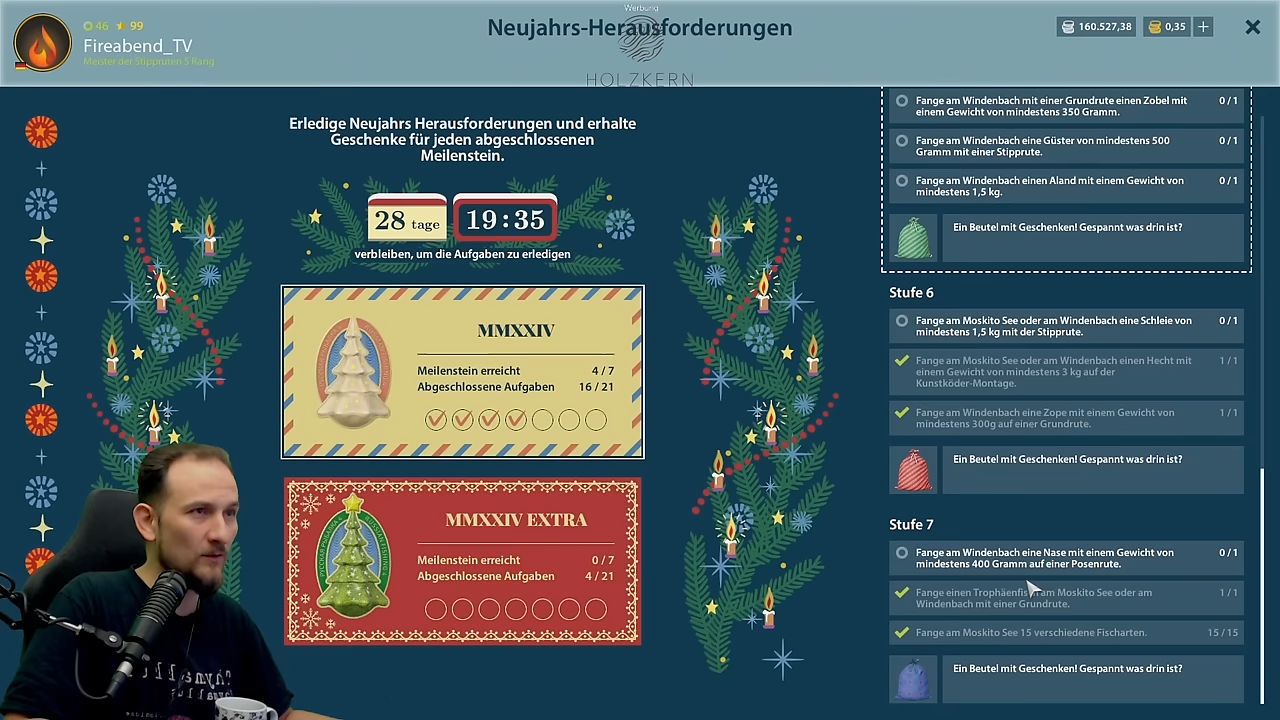 Werbung
46 99
Fireabend_TV
Meister der Stippruten 5 Rang
Neujahrs-Herausforderungen
HOLZKERN
160.527,38
0,35
Erledige Neujahrs Herausforderungen und erhalte
Geschenke für jeden abgeschlossenen
Meilenstein.
28 tage 19:35
verbleiben, um die Aufgaben zu erledigen
MMXXIV
Meilenstein erreicht 4 / 7
Abgeschlossene Aufgaben 16 / 21
MMXXIV EXTRA
Meilenstein erreicht 0 / 7
Abgeschlossene Aufgaben 4 / 21
Fange am Windenbach mit einer Grundrute einen Zobel mit 0 / 1
einem Gewicht von mindestens 350 Gramm.
Fange am Windenbach eine Güster von mindestens 500 0 / 1
Gramm mit einer Stipprute.
Fange am Windenbach einen Aland mit einem Gewicht von 0 / 1
mindestens 1,5 kg.
Ein Beutel mit Geschenken! Gespannt was drin ist?
Stufe 6
Fange am Moskito See oder am Windenbach eine Schleie von 0 / 1
mindestens 1,5 kg mit der Stipprute.
Fange am Moskito See oder am Windenbach einen Hecht mit 1 / 1
einem Gewicht von mindestens 3 kg auf der
Kunstköder-Montage.
Fange am Windenbach eine Zope mit einem Gewicht von 1 / 1
mindestens 300g auf einer Grundrute.
Ein Beutel mit Geschenken! Gespannt was drin ist?
Stufe 7
Fange am Windenbach eine Nase mit einem Gewicht von 0 / 1
mindestens 400 Gramm auf einer Posenrute.
Fange einen Trophäenfisch am Moskito See oder am 1 / 1
Windenbach mit einer Grundrute.
Fange am Moskito See 15 verschiedene Fischarten. 15 / 15
Ein Beutel mit Geschenken! Gespannt was drin ist?